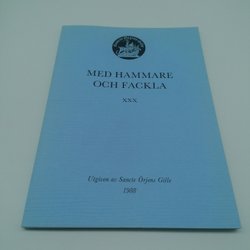 MED HAMMARE
OCH FACKLA
XXX
Utgiven av Sancte Örjens Gille
1988